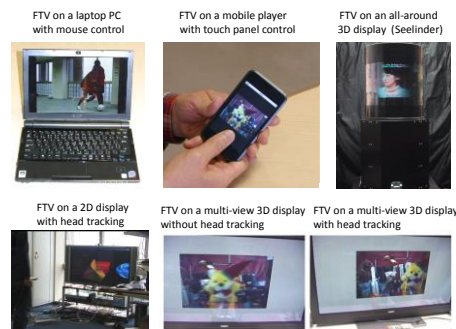 FTV on a laptop PC
with mouse control
FTV on a mobile player
with touch panel control
FTV on an all-around
3D display (Seelinder)
FTV on a 2D display
with head tracking
FTV on a multi-view 3D display
without head tracking
FTV on a multi-view 3D display
with head tracking